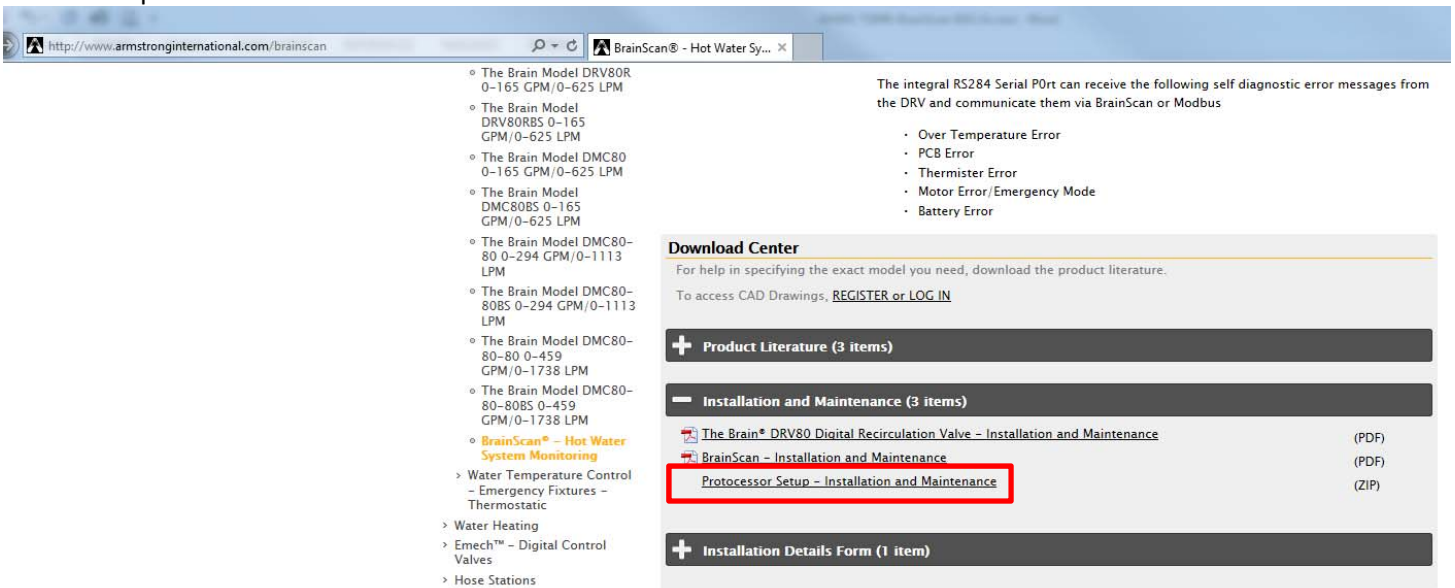 http://www.armstronginternational.com/brainscan
BrainScan® - Hot Water Sy...
The Brain Model DRV80R
0-165 GPM/0-625 LPM
The Brain Model
DRV80RBS 0-165
GPM/0-625 LPM
The Brain Model DMC80
0-165 GPM/0-625 LPM
The Brain Model
DMC80BS 0-165
GPM/0-625 LPM
The Brain Model DMC80-
80 0-294 GPM/0-1113
LPM
The Brain Model DMC80-
80BS 0-294 GPM/0-1113
LPM
The Brain Model DMC80-
80-80 0-459
GPM/0-1738 LPM
The Brain Model DMC80-
80-80BS 0-459
GPM/0-1738 LPM
BrainScan® - Hot Water
System Monitoring
Water Temperature Control
- Emergency Fixtures -
Thermostatic
Water Heating
Emech™ - Digital Control
Valves
Hose Stations
The integral RS284 Serial P0rt can receive the following self diagnostic error messages from
the DRV and communicate them via BrainScan or Modbus
Over Temperature Error
PCB Error
Thermister Error
Motor Error/Emergency Mode
Battery Error
Download Center
For help in specifying the exact model you need, download the product literature.
To access CAD Drawings, REGISTER or LOG IN
Product Literature (3 items)
Installation and Maintenance (3 items)
The Brain® DRV80 Digital Recirculation Valve - Installation and Maintenance (PDF)
BrainScan - Installation and Maintenance (PDF)
Protocessor Setup - Installation and Maintenance (ZIP)
Installation Details Form (1 item)